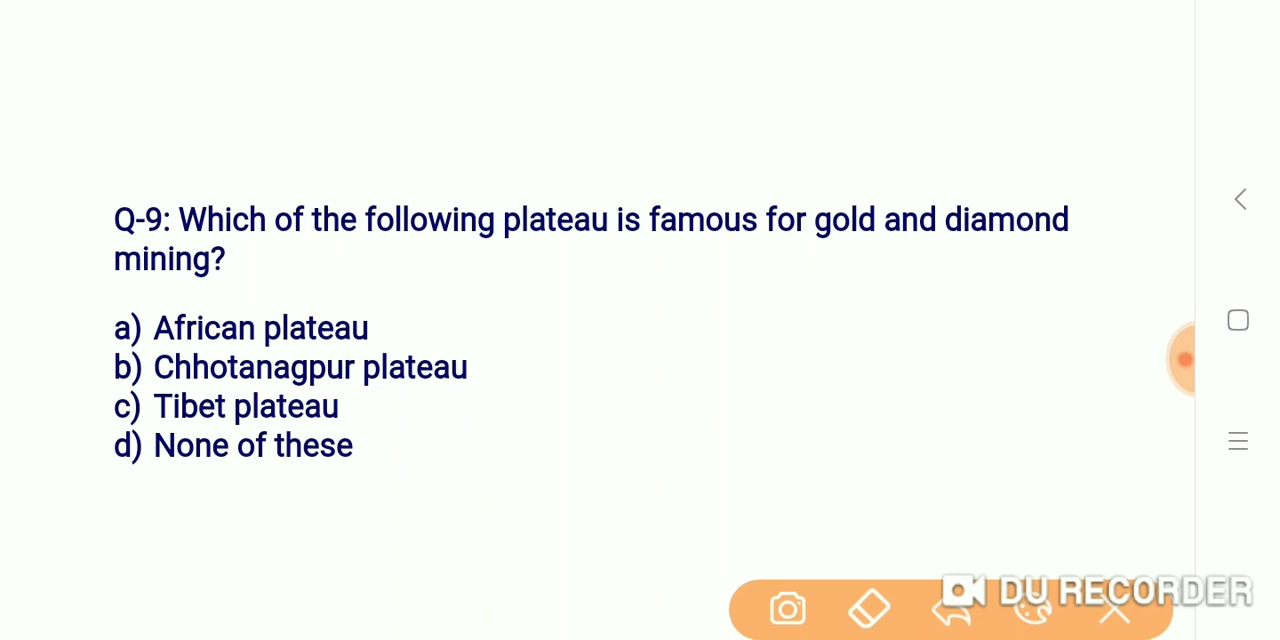 Q-9: Which of the following plateau is famous for gold and diamond
mining?
a) African plateau
b) Chhotanagpur plateau
c) Tibet plateau
d) None of these
DU RECORDER